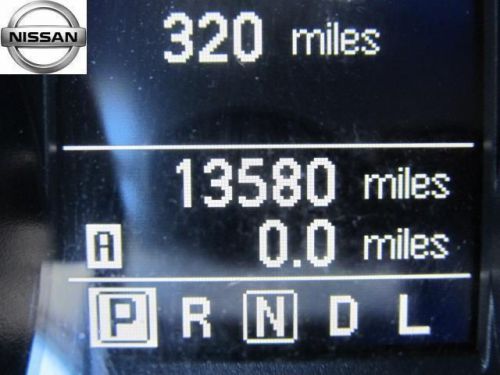 NISSAN
320 miles
13580 miles
A 0.0 miles
P R N D L